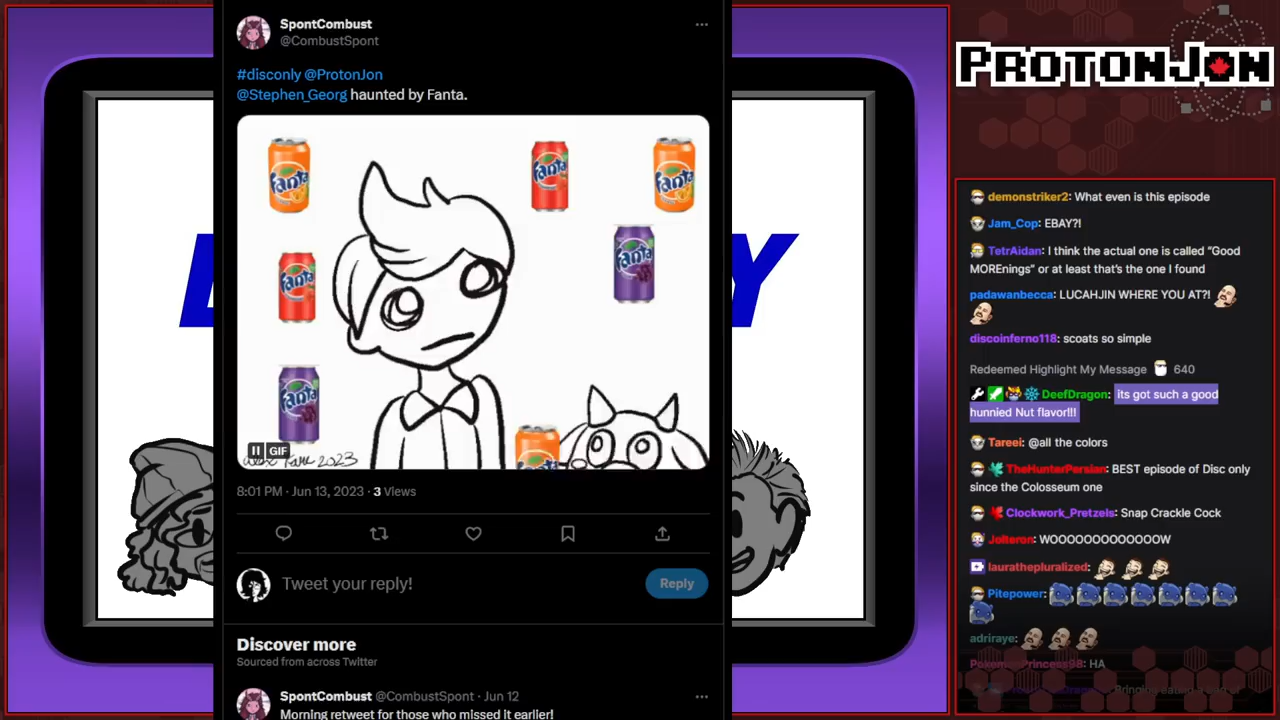 SpontCombust
@CombustSpont
#disconly @ProtonJon
@Stephen_Georg haunted by Fanta.
Fanta
Fanta
Fanta
Fanta
Fanta
Fanta
GIF
2023
8:01 PM · Jun 13, 2023 · 3 Views
Tweet your reply!
Reply
Discover more
Sourced from across Twitter
SpontCombust @CombustSpont · Jun 12
Morning retweet for those who missed it earlier!
Y
PROTONJON
demonstriker2: What even is this episode
Jam_Cop: EBAY?!
TetrAidan: I think the actual one is called “Good
MOREnings” or at least that’s the one I found
padawanbecca: LUCAHJIN WHERE YOU AT?!
discoinferno118: scoats so simple
Redeemed Highlight My Message 640
DeefDragon: its got such a good
hunnied Nut flavor!!!
Tareei: @all the colors
TheHunterPersian: BEST episode of Disc only
since the Colosseum one
Clockwork_Pretzels: Snap Crackle Cock
Jolteron: WOOOOOOOOOOOOOW
laurathepluralized:
Pitepower:
adriraye:
PokemonPrincess98: HA